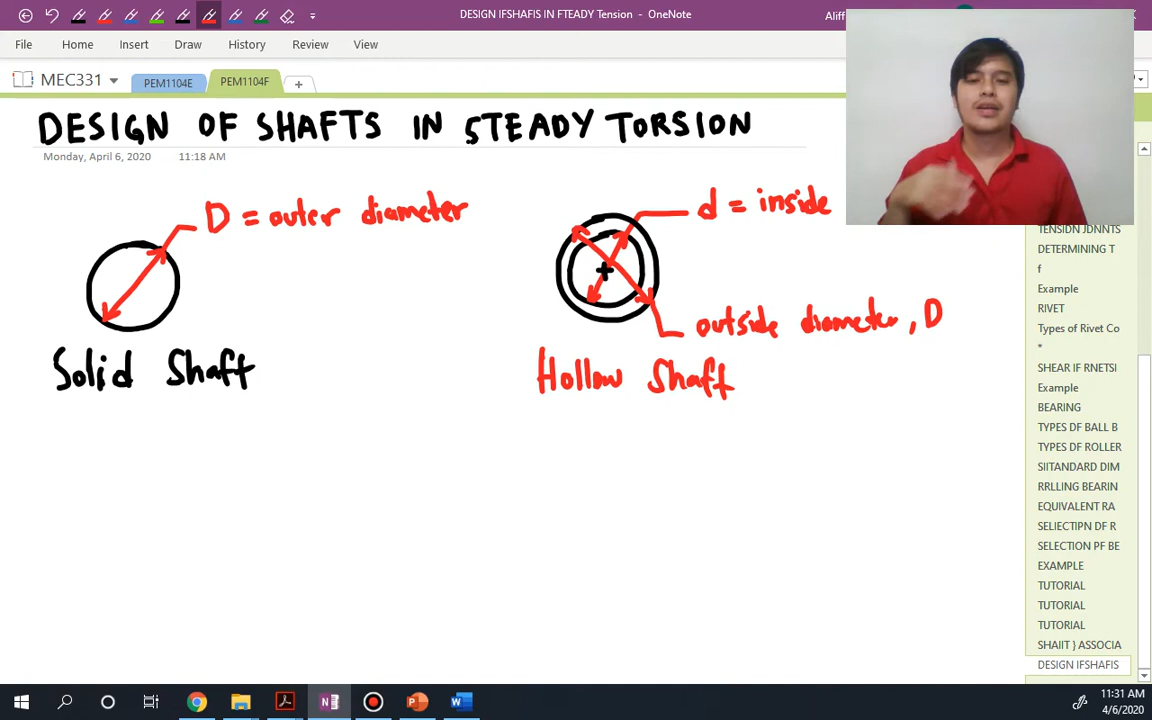 DESIGN IFSHAFIS IN FTEADY Tension - OneNote
Aliff
File Home Insert Draw History Review View
MEC331 PEM1104E PEM1104F +
DESIGN OF SHAFTS IN STEADY TORSION
Monday, April 6, 2020 11:18 AM
D = outer diameter
d = inside
outside diameter, D
Solid Shaft
Hollow Shaft
TENSIDN JDNNTS
DETERMINING T
f
Example
RIVET
Types of Rivet Co
*
SHEAR IF RNETSI
Example
BEARING
TYPES DF BALL B
TYPES DF ROLLER
SIITANDARD DIM
RRLLING BEARIN
EQUIVALENT RA
SELIECTIPN DF R
SELECTION PF BE
EXAMPLE
TUTORIAL
TUTORIAL
TUTORIAL
SHAIIT } ASSOCIA
DESIGN IFSHAFIS
11:31 AM
4/6/2020